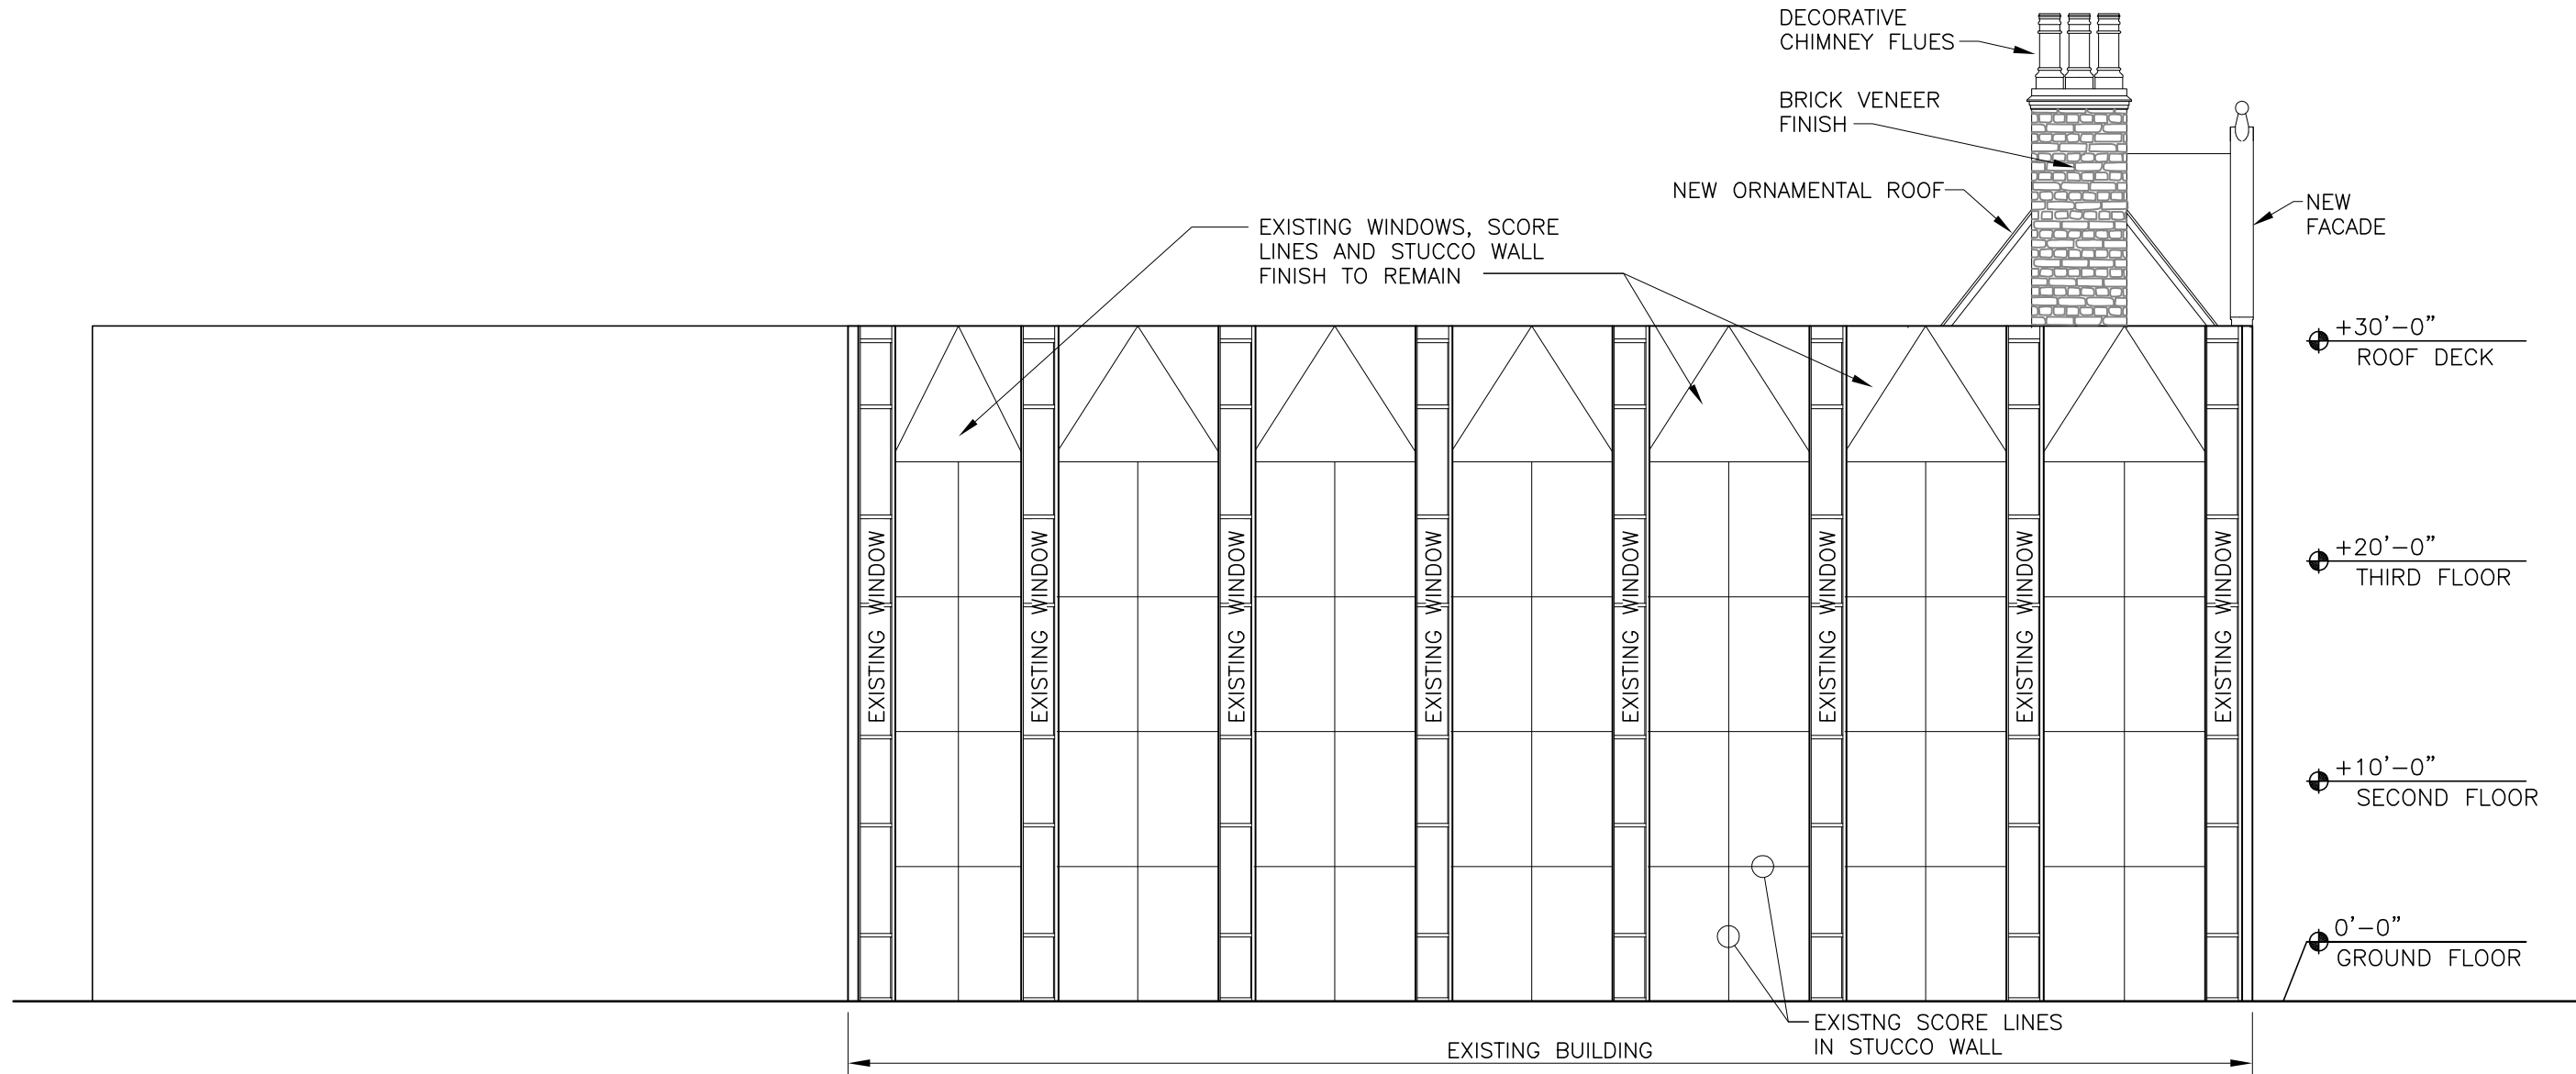 DECORATIVE
CHIMNEY FLUES
BRICK VENEER
FINISH
NEW ORNAMENTAL ROOF
NEW
FACADE
EXISTING WINDOWS, SCORE
LINES AND STUCCO WALL
FINISH TO REMAIN
+30'-0"
ROOF DECK
+20'-0"
THIRD FLOOR
+10'-0"
SECOND FLOOR
0'-0"
GROUND FLOOR
EXISTING WINDOW
EXISTING WINDOW
EXISTING WINDOW
EXISTING WINDOW
EXISTING WINDOW
EXISTING WINDOW
EXISTING WINDOW
EXISTING WINDOW
EXISTNG SCORE LINES
IN STUCCO WALL
EXISTING BUILDING